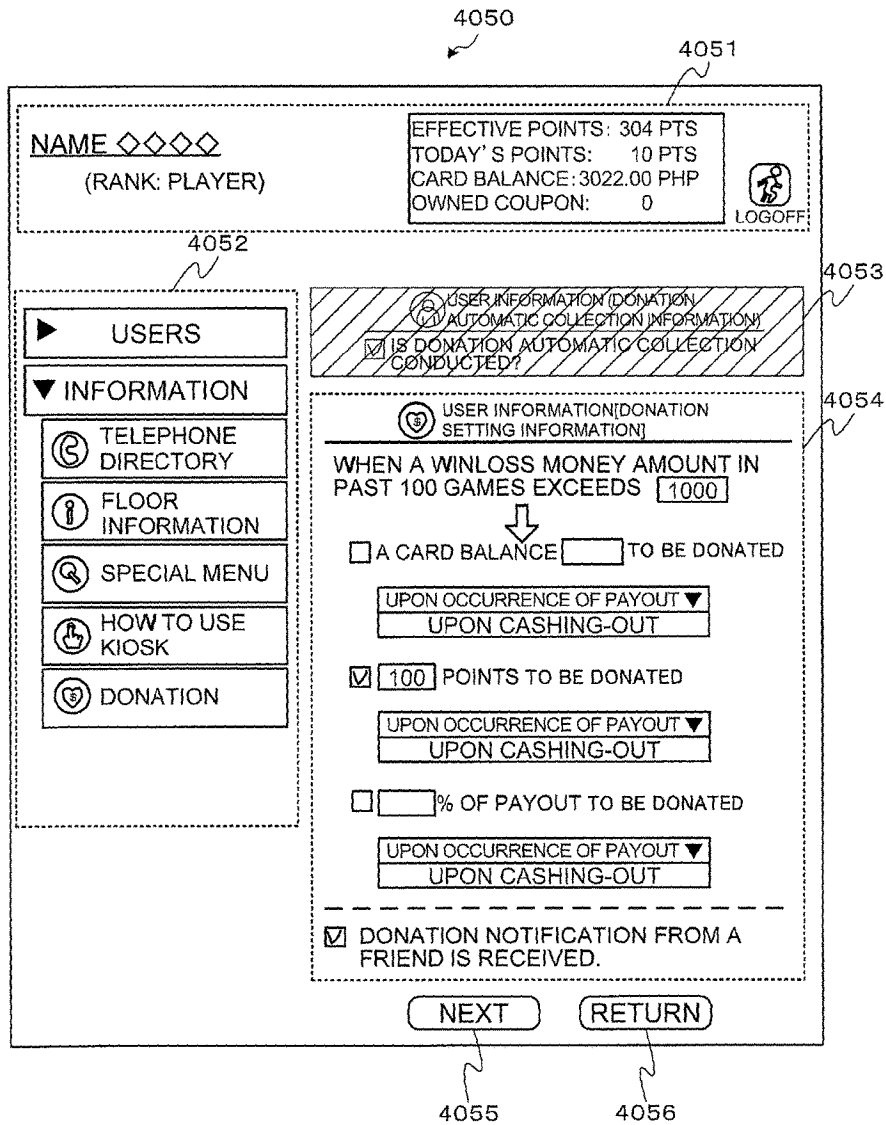 4050
4051
NAME ◇◇◇◇
(RANK: PLAYER)
EFFECTIVE POINTS: 304 PTS
TODAY'S POINTS: 10 PTS
CARD BALANCE: 3022.00 PHP
OWNED COUPON: 0
LOGOFF
4052
4053
▶ USERS
▼ INFORMATION
TELEPHONE
DIRECTORY
FLOOR
INFORMATION
SPECIAL MENU
HOW TO USE
KIOSK
DONATION
USER INFORMATION (DONATION
AUTOMATIC COLLECTION INFORMATION)
IS DONATION AUTOMATIC COLLECTION
CONDUCTED?
4054
USER INFORMATION[DONATION
SETTING INFORMATION]
WHEN A WINLOSS MONEY AMOUNT IN
PAST 100 GAMES EXCEEDS 1000
A CARD BALANCE TO BE DONATED
UPON OCCURRENCE OF PAYOUT ▼
UPON CASHING-OUT
100 POINTS TO BE DONATED
UPON OCCURRENCE OF PAYOUT ▼
UPON CASHING-OUT
% OF PAYOUT TO BE DONATED
UPON OCCURRENCE OF PAYOUT ▼
UPON CASHING-OUT
DONATION NOTIFICATION FROM A
FRIEND IS RECEIVED.
NEXT
RETURN
4055
4056